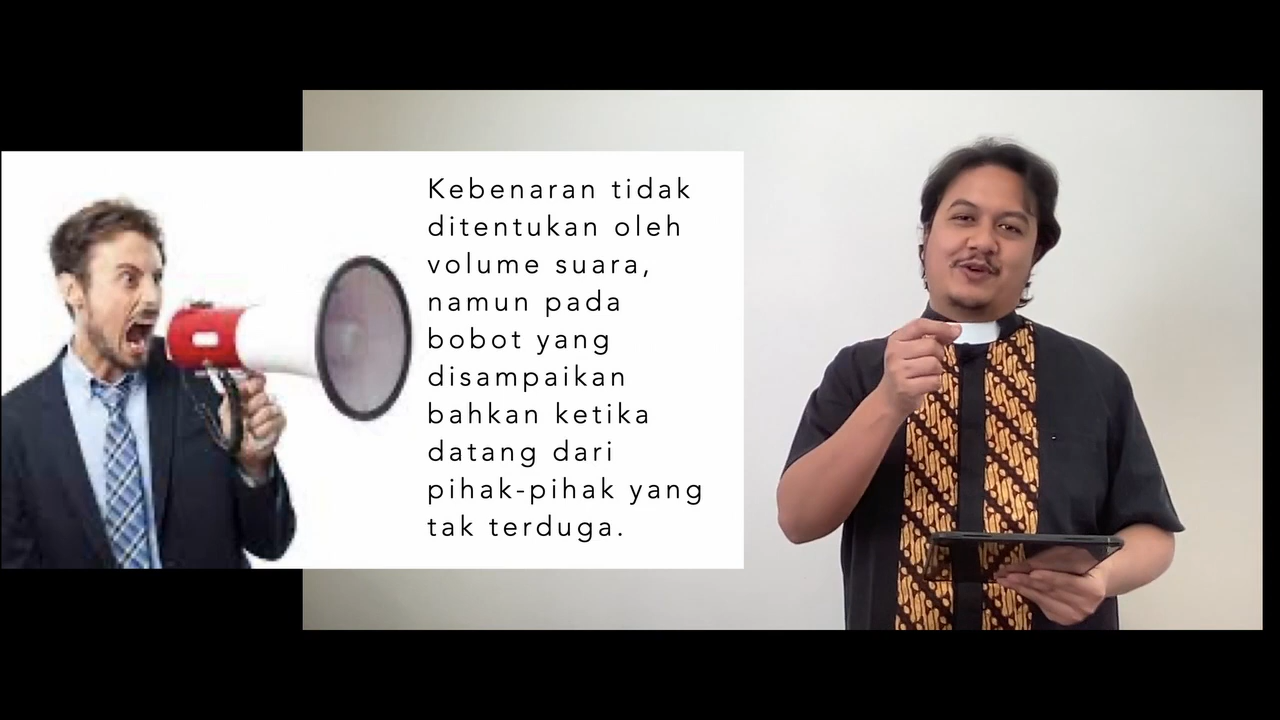 Kebenaran tidak
ditentukan oleh
volume suara,
namun pada
bobot yang
disampaikan
bahkan ketika
datang dari
pihak-pihak yang
tak terduga.